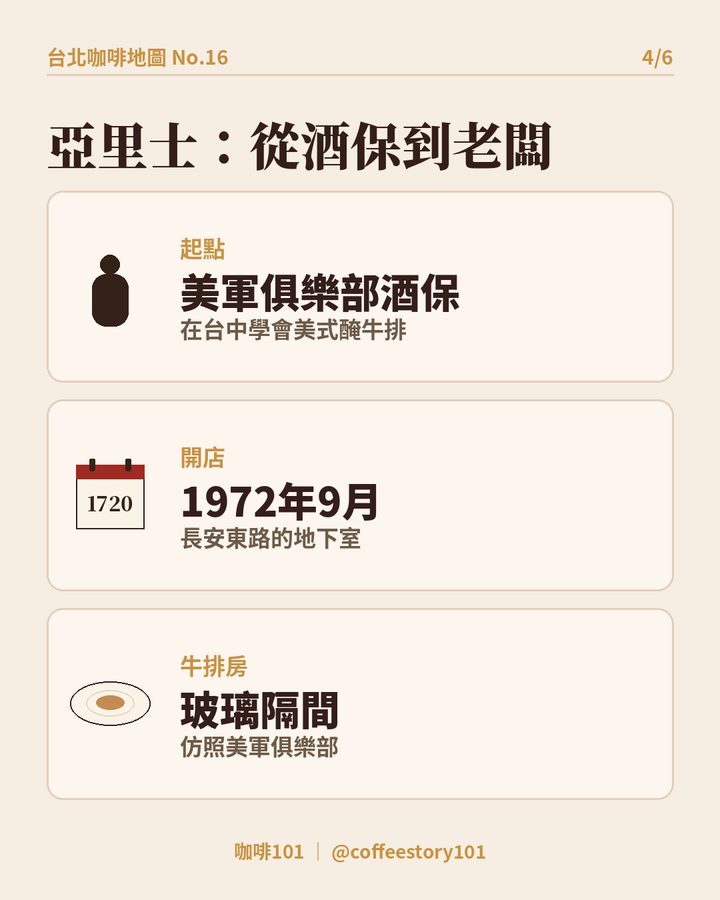 台北咖啡地圖 No.16
4/6
亞里士：從酒保到老闆
起點
美軍俱樂部酒保
在台中學會美式醃牛排
開店
1720
1972年9月
長安東路的地下室
牛排房
玻璃隔間
仿照美軍俱樂部
咖啡101｜@coffeestory101